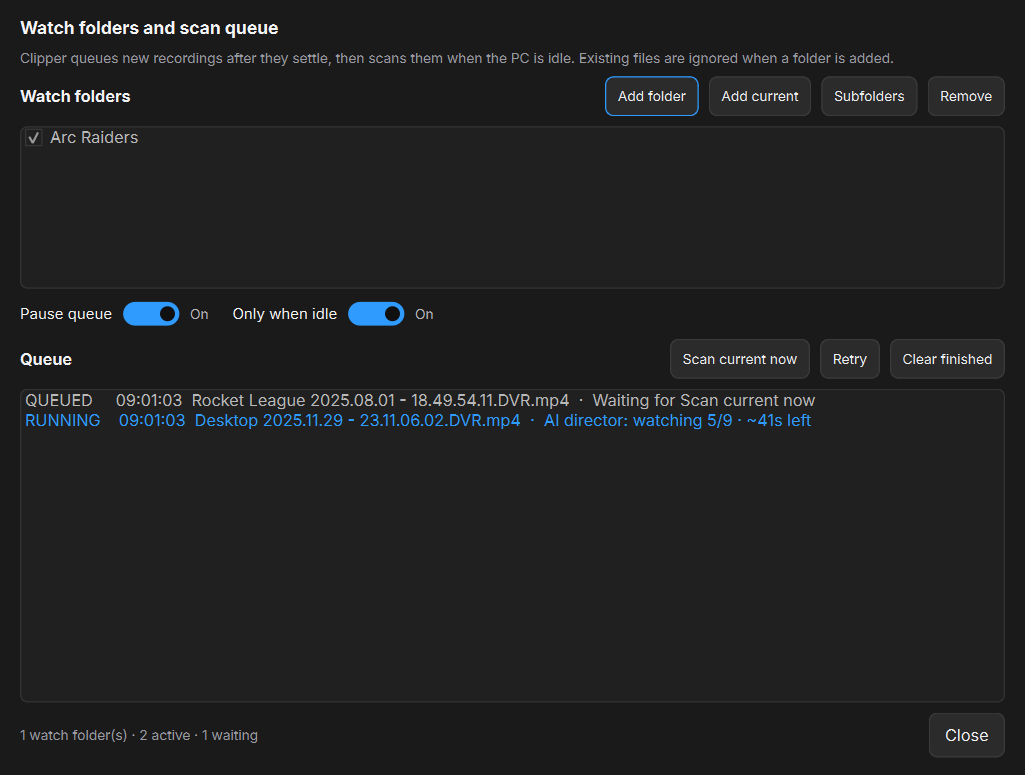 Watch folders and scan queue
Clipper queues new recordings after they settle, then scans them when the PC is idle. Existing files are ignored when a folder is added.
Watch folders Add folder Add current Subfolders Remove
Arc Raiders
Pause queue On Only when idle On
Queue Scan current now Retry Clear finished
QUEUED 09:01:03 Rocket League 2025.08.01 - 18.49.54.11.DVR.mp4 · Waiting for Scan current now
RUNNING 09:01:03 Desktop 2025.11.29 - 23.11.06.02.DVR.mp4 · AI director: watching 5/9 · ~41s left
1 watch folder(s) · 2 active · 1 waiting Close